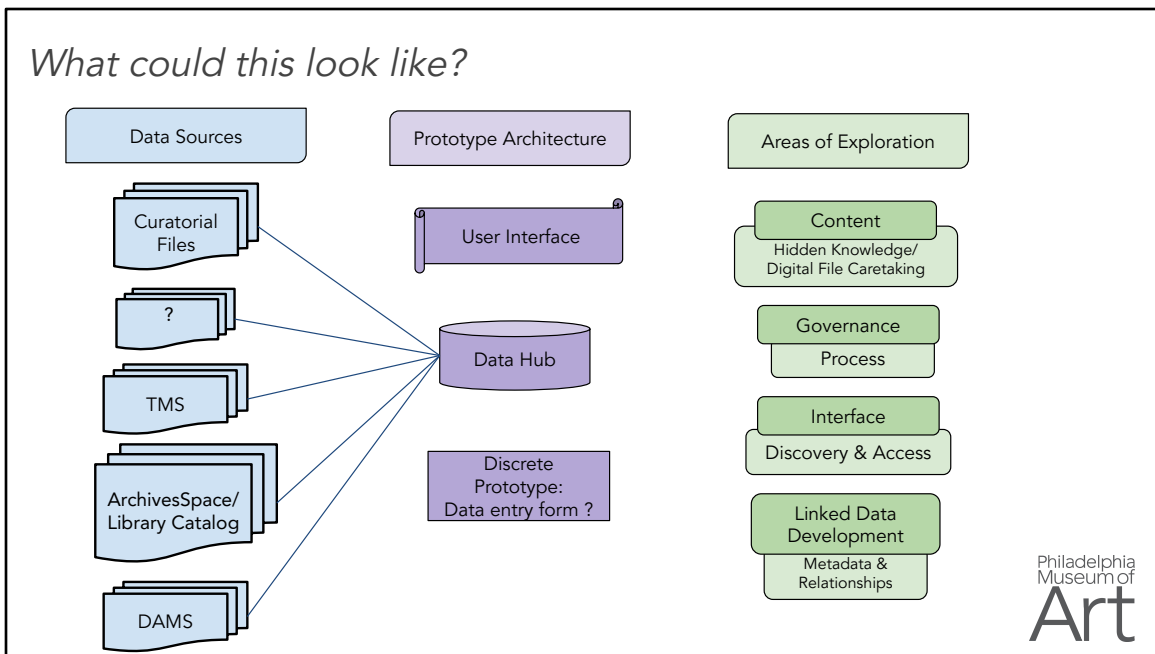 What could this look like?
Data Sources
Curatorial
Files
?
TMS
ArchivesSpace/
Library Catalog
DAMS
Prototype Architecture
User Interface
Data Hub
Discrete
Prototype:
Data entry form ?
Areas of Exploration
Content
Hidden Knowledge/
Digital File Caretaking
Governance
Process
Interface
Discovery & Access
Linked Data
Development
Metadata &
Relationships
Philadelphia
Museum of
Art